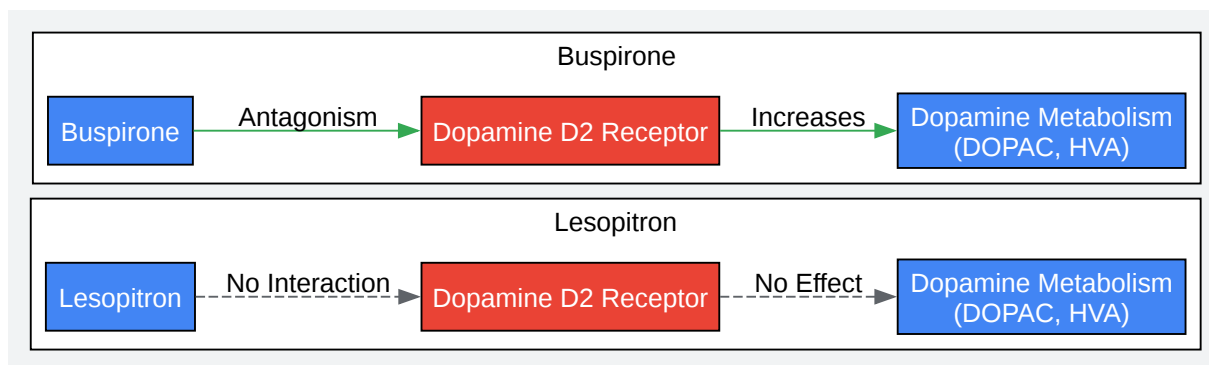 Buspirone
Buspirone
Antagonism
Dopamine D2 Receptor
Increases
Dopamine Metabolism
(DOPAC, HVA)
Lesopitron
Lesopitron
No Interaction
Dopamine D2 Receptor
No Effect
Dopamine Metabolism
(DOPAC, HVA)